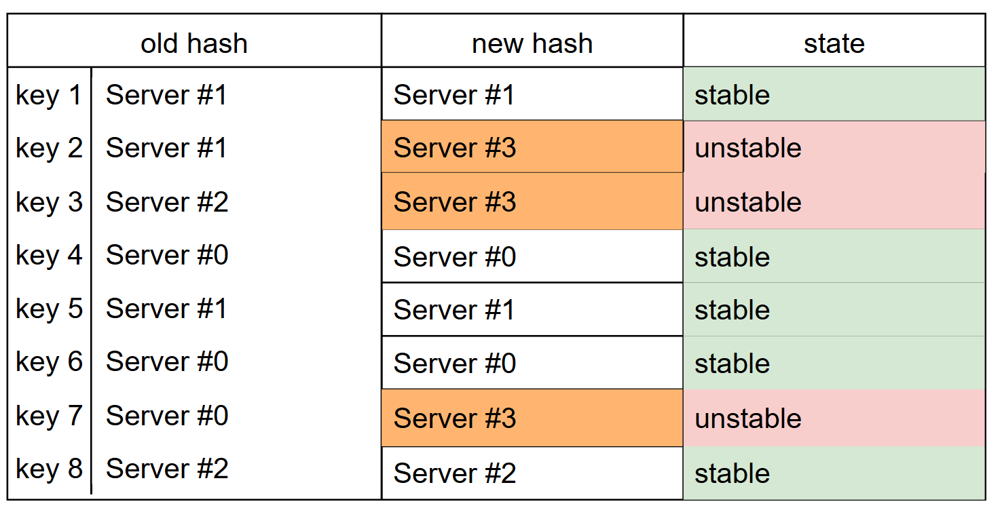 old hash new hash state
key 1 Server #1 Server #1 stable
key 2 Server #1 Server #3 unstable
key 3 Server #2 Server #3 unstable
key 4 Server #0 Server #0 stable
key 5 Server #1 Server #1 stable
key 6 Server #0 Server #0 stable
key 7 Server #0 Server #3 unstable
key 8 Server #2 Server #2 stable